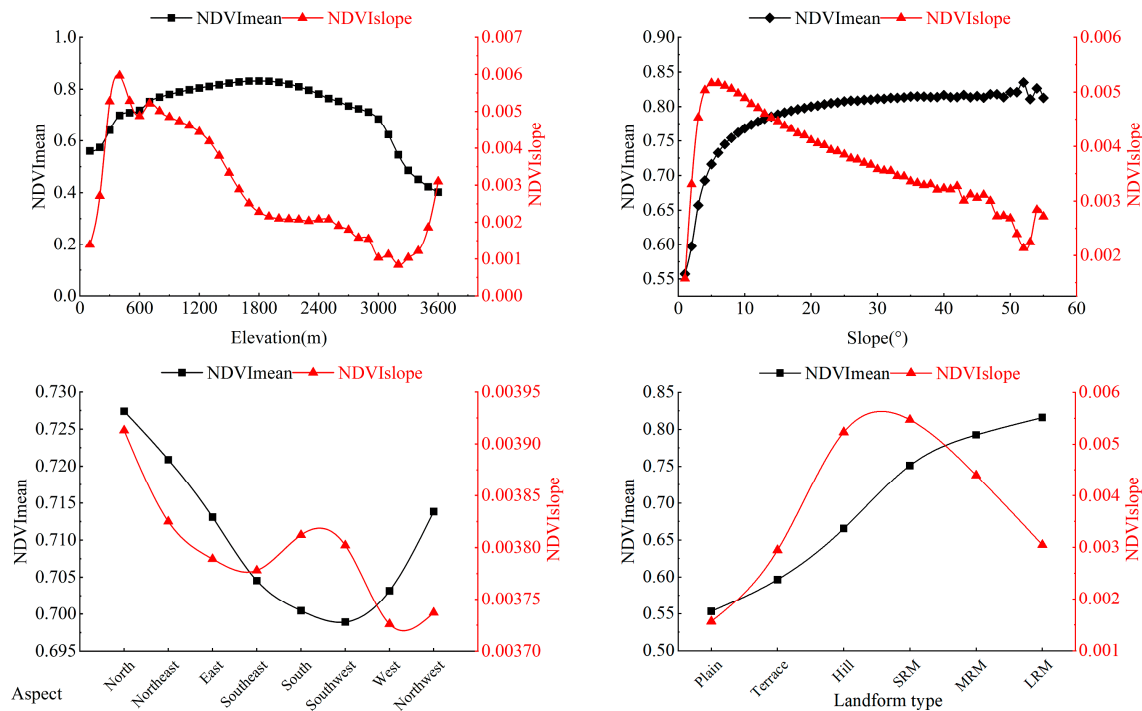 NDVImean NDVIslope
1.0
0.8
0.6
0.4
0.2
0.0
NDVImean
0.007
0.006
0.005
0.004
0.003
0.002
0.001
0.000
NDVIslope
0 600 1200 1800 2400 3000 3600
Elevation(m)
NDVImean NDVIslope
0.90
0.85
0.80
0.75
0.70
0.65
0.60
0.55
NDVImean
0.006
0.005
0.004
0.003
0.002
NDVIslope
0 10 20 30 40 50 60
Slope(°)
NDVImean NDVIslope
0.730
0.725
0.720
0.715
0.710
0.705
0.700
0.695
NDVImean
0.00395
0.00390
0.00385
0.00380
0.00375
0.00370
NDVIslope
North Northeast East Southeast South Southwest West Northwest
Aspect
NDVImean NDVIslope
0.85
0.80
0.75
0.70
0.65
0.60
0.55
0.50
NDVImean
0.006
0.005
0.004
0.003
0.002
0.001
NDVIslope
Plain Terrace Hill SRM MRM LRM
Landform type